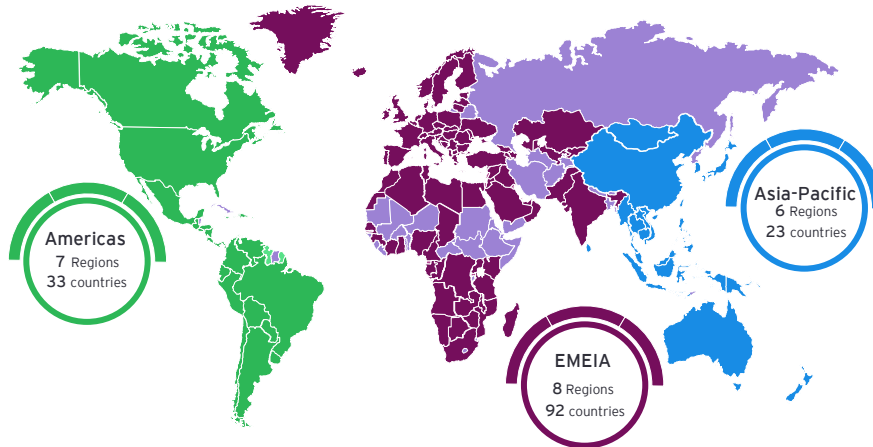 Americas
7 Regions
33 countries
EMEIA
8 Regions
92 countries
Asia-Pacific
6 Regions
23 countries